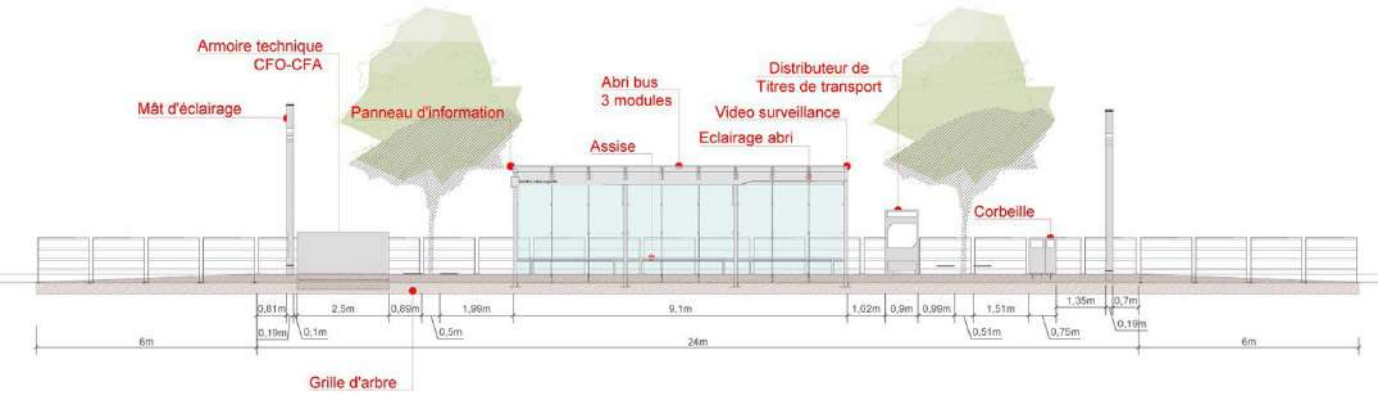 Armoire technique
CFO-CFA
Mât d'éclairage
Panneau d'information
Abri bus
3 modules
Assise
Distributeur de
Titres de transport
Video surveillance
Eclairage abri
Corbeille
0,81m
2,5m
0,89m
1,99m
9,1m
1,02m
0,9m
0,99m
1,51m
1,35m
0,7m
0,19m
0,1m
0,5m
0,51m
0,75m
0,19m
6m
24m
6m
Grille d'arbre